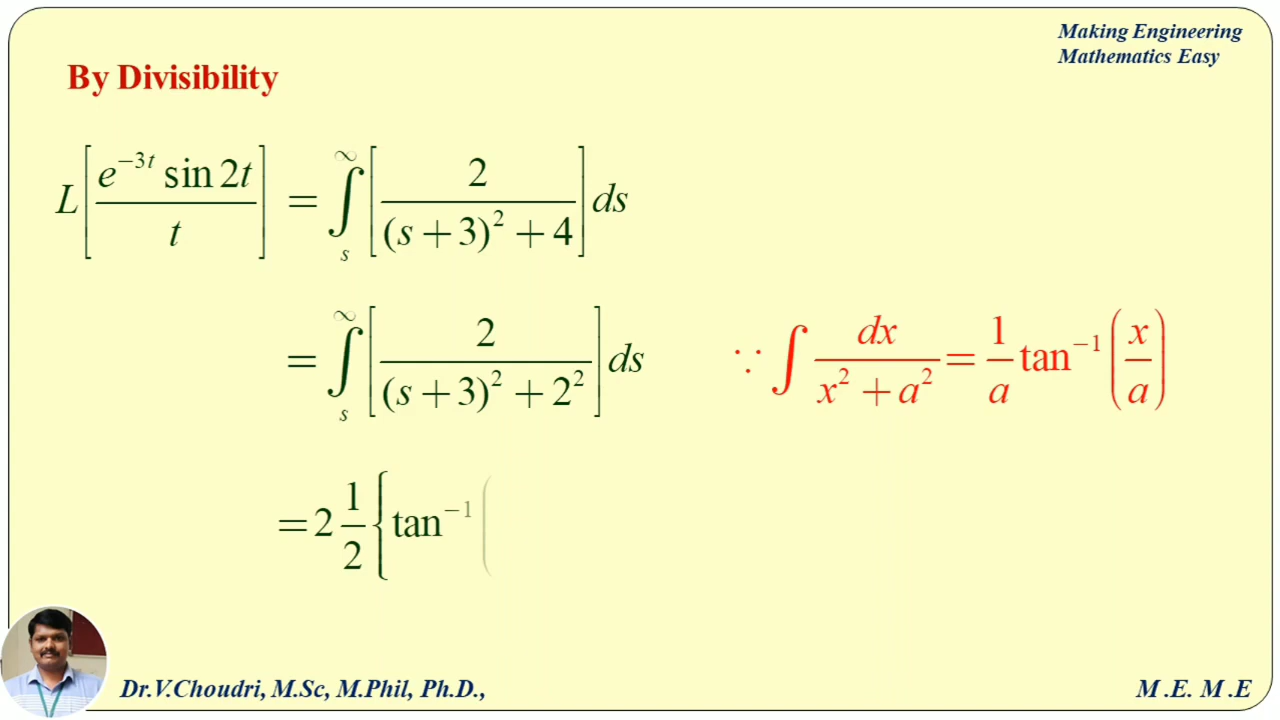 Making Engineering
Mathematics Easy
By Divisibility
L[e^{-3t} sin 2t / t] = ∫_s^∞ [2 / ((s+3)^2 + 4)] ds
= ∫_s^∞ [2 / ((s+3)^2 + 2^2)] ds ∵ ∫ dx / (x^2 + a^2) = 1/a tan^{-1} (x/a)
= 2 1/2 { tan^{-1} (
Dr.V.Choudri, M.Sc, M.Phil, Ph.D.,
M .E. M .E